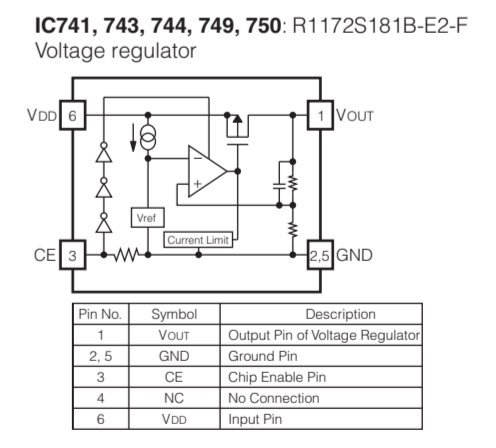 IC741, 743, 744, 749, 750: R1172S181B-E2-F
Voltage regulator
VDD 6
1 VOUT
−
+
Vref
Current Limit
CE 3
2,5 GND
Pin No. Symbol Description
1 VOUT Output Pin of Voltage Regulator
2, 5 GND Ground Pin
3 CE Chip Enable Pin
4 NC No Connection
6 VDD Input Pin